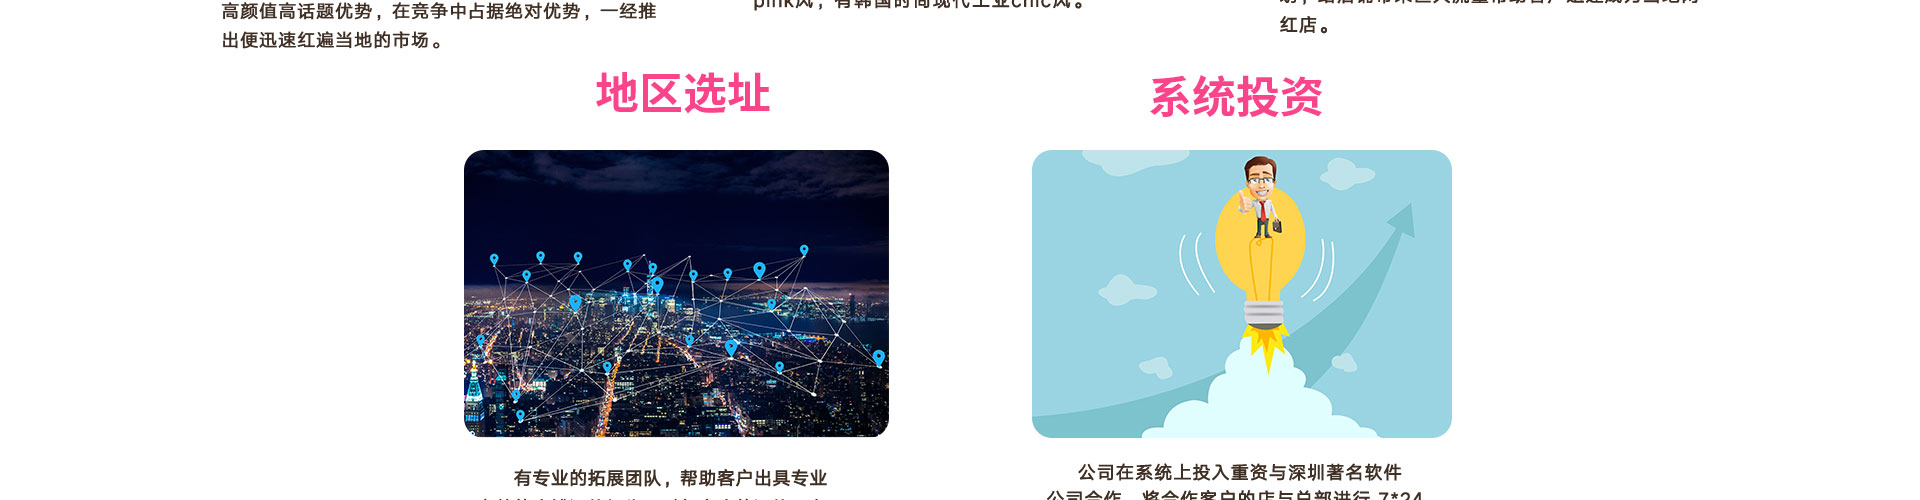 高颜值高话题优势，在竞争中占据绝对优势，一经推
出便迅速红遍当地的市场。
pink风，有韩国时尚现代工业chic风。
红店。
地区选址
系统投资
有专业的拓展团队，帮助客户出具专业
公司在系统上投入重资与深圳著名软件
公司合作，将合作客户的店与总部进行 7*24